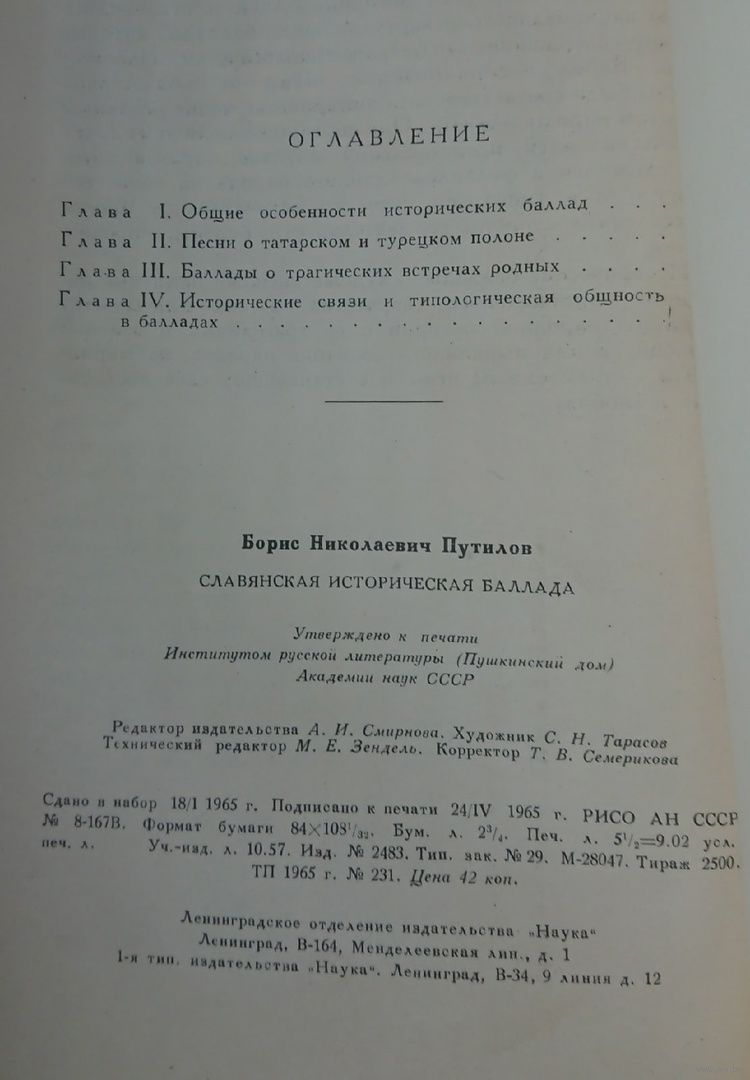 ОГЛАВЛЕНИЕ
Глава I. Общие особенности исторических баллад . . .
Глава II. Песни о татарском и турецком полоне . . . . .
Глава III. Баллады о трагических встречах родных . . . .
Глава IV. Исторические связи и типологическая общность
в балладах . . . . . . . . . . . . . . . . .
Борис Николаевич Путилов
СЛАВЯНСКАЯ ИСТОРИЧЕСКАЯ БАЛЛАДА
Утверждено к печати
Институтом русской литературы (Пушкинский дом)
Академии наук СССР
Редактор издательства А. И. Смирнова. Художник С. Н. Тарасов
Технический редактор М. Е. Зендель. Корректор Т. В. Семерикова
Сдано в набор 18/I 1965 г. Подписано к печати 24/IV 1965 г. РИСО АН СССР
№ 8-167В. Формат бумаги 84×108¹/₃₂. Бум. л. 2³/₄. Печ. л. 5¹/₂=9.02 усл.
печ. л. Уч.-изд. л. 10.57. Изд. № 2483. Тип. зак. № 29. М-28047. Тираж 2500.
ТП 1965 г. № 231. Цена 42 коп.
Ленинградское отделение издательства „Наука“
Ленинград, В-164, Менделеевская лин., д. 1
1-я тип. издательства „Наука“. Ленинград, В-34, 9 линия д. 12